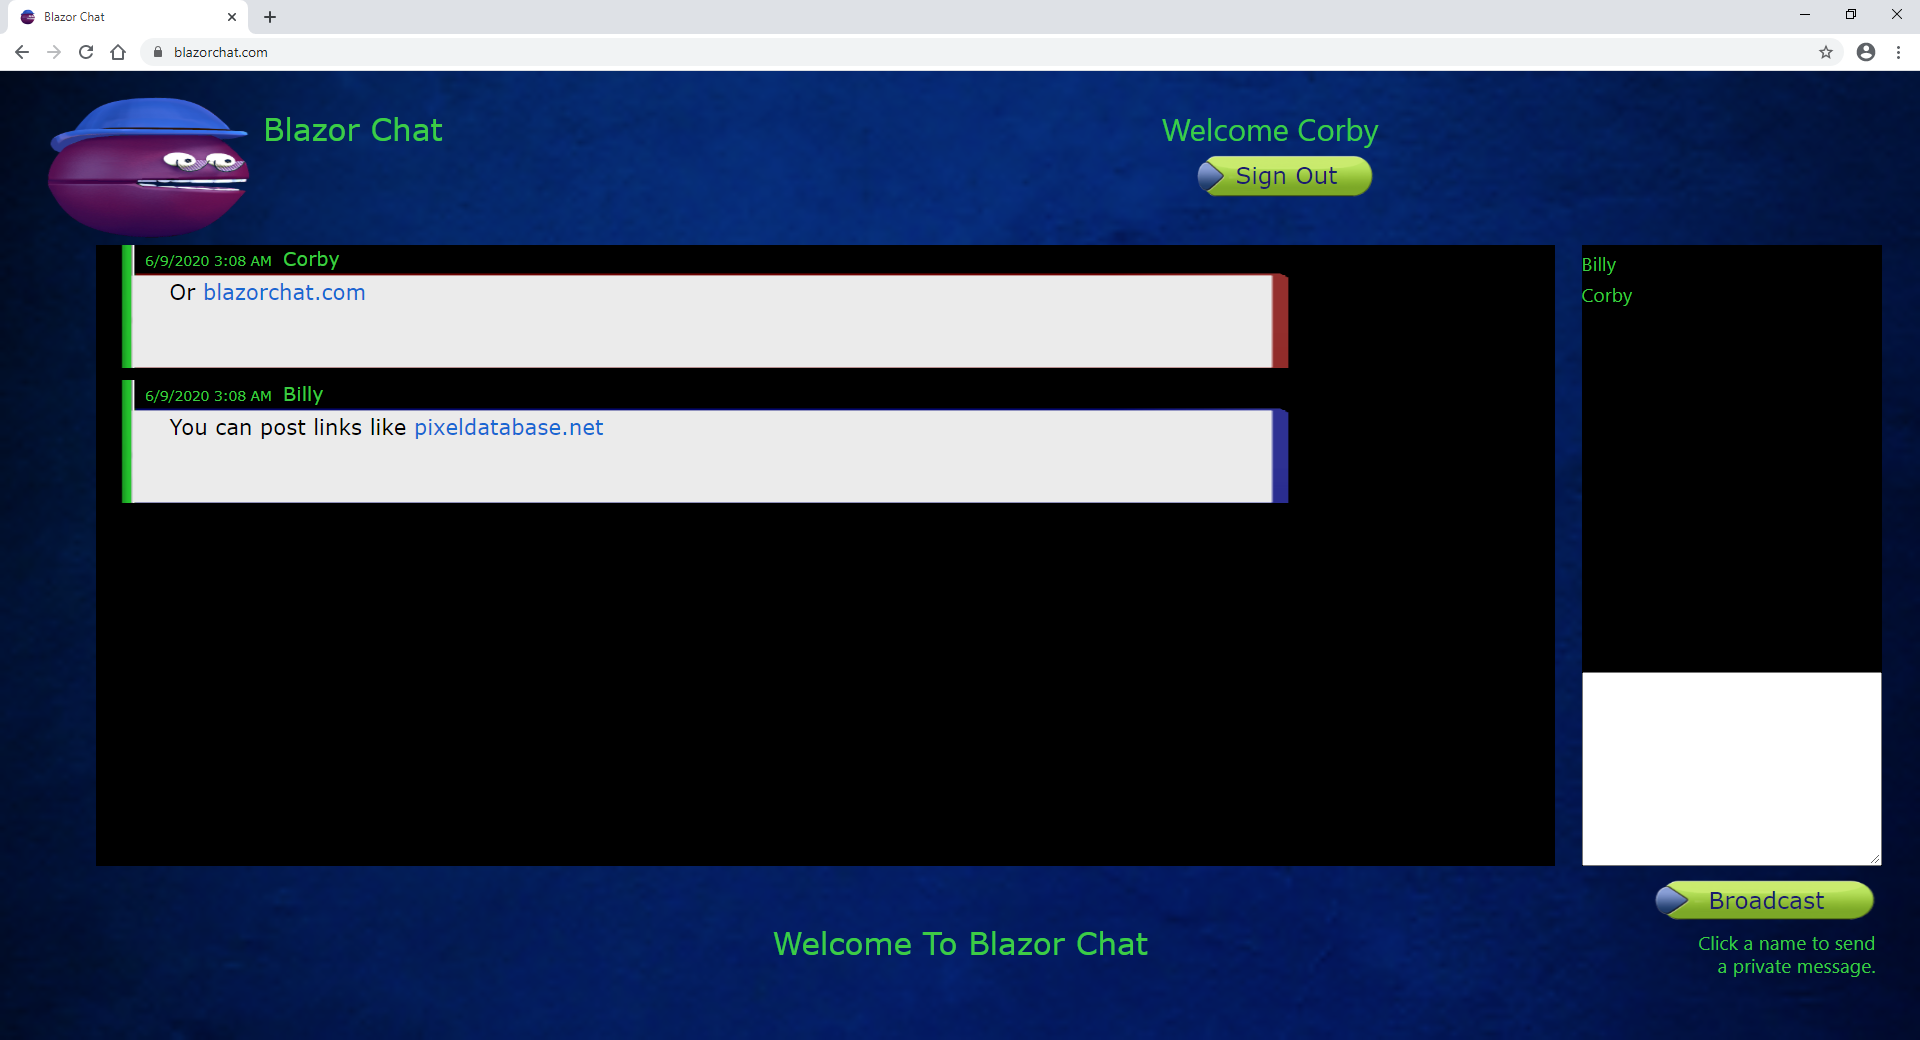 Blazor Chat
blazorchat.com
Blazor Chat
Welcome Corby
Sign Out
6/9/2020 3:08 AM Corby
Or blazorchat.com
6/9/2020 3:08 AM Billy
You can post links like pixeldatabase.net
Billy
Corby
Broadcast
Click a name to send
a private message.
Welcome To Blazor Chat